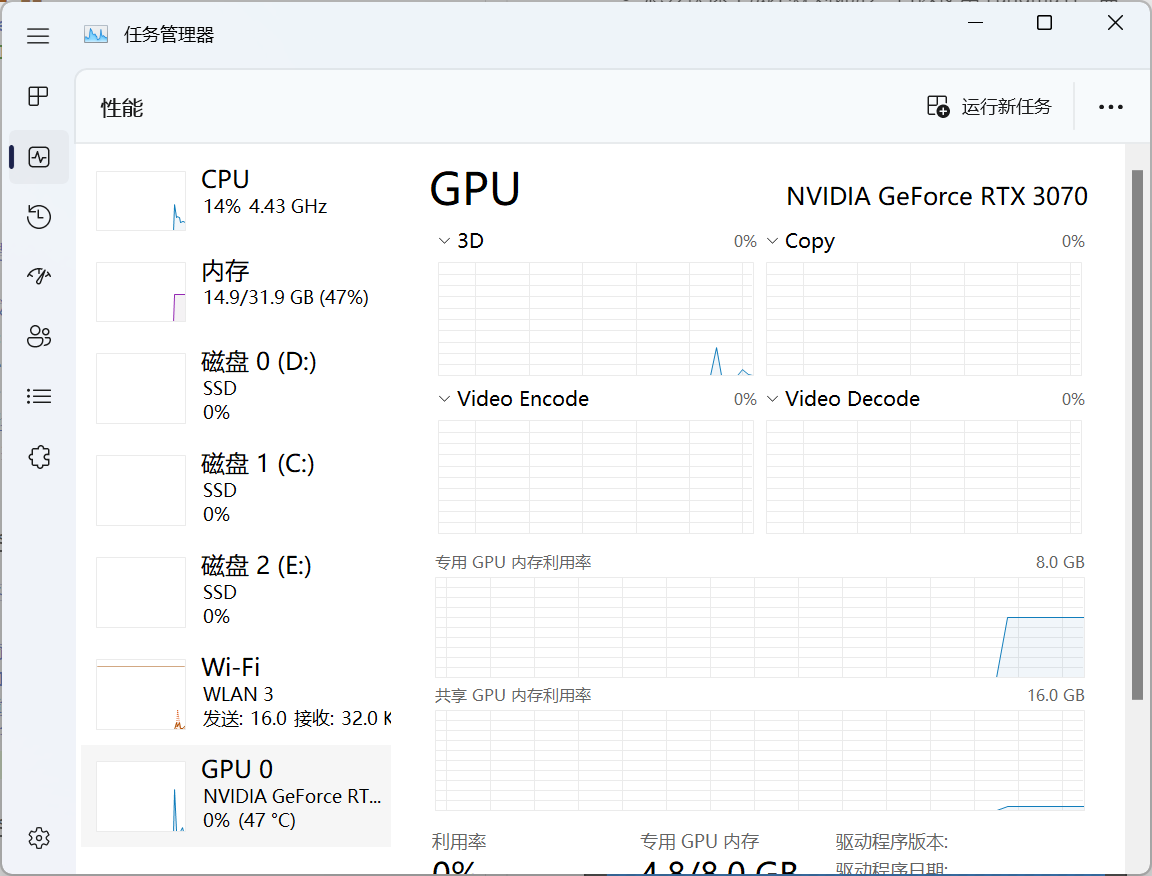 任务管理器
性能
运行新任务
CPU
14% 4.43 GHz
内存
14.9/31.9 GB (47%)
磁盘 0 (D:)
SSD
0%
磁盘 1 (C:)
SSD
0%
磁盘 2 (E:)
SSD
0%
Wi-Fi
WLAN 3
发送: 16.0 接收: 32.0 K
GPU 0
NVIDIA GeForce RT...
0% (47 °C)
GPU
NVIDIA GeForce RTX 3070
3D 0%
Copy 0%
Video Encode 0%
Video Decode 0%
专用 GPU 内存利用率 8.0 GB
共享 GPU 内存利用率 16.0 GB
利用率
0%
专用 GPU 内存
4.8/8.0 GB
驱动程序版本:
驱动程序日期: